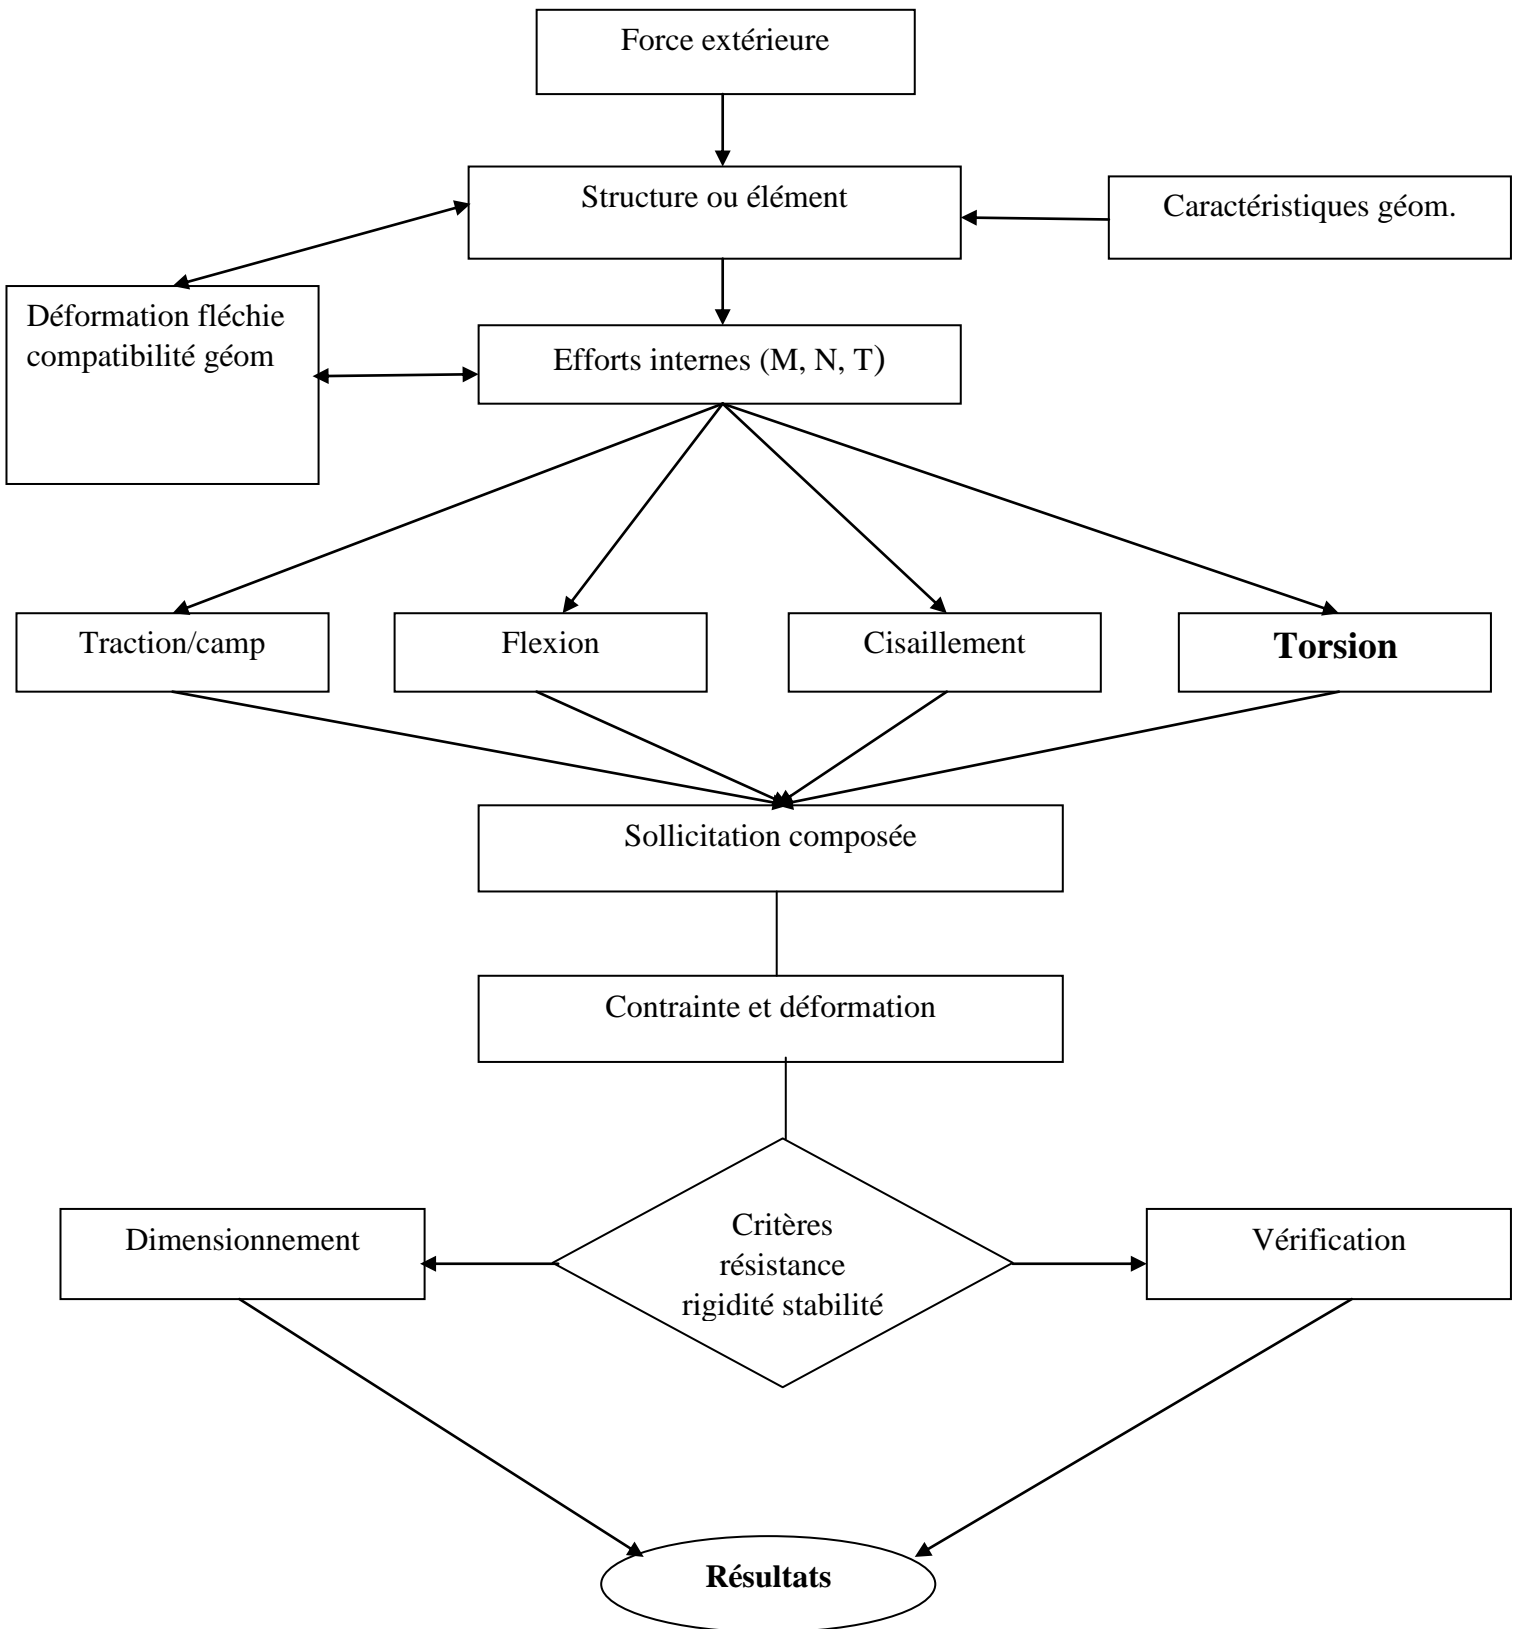 Force extérieure
Structure ou élément
Caractéristiques géom.
Déformation fléchie
compatibilité géom
Efforts internes (M, N, T)
Traction/camp
Flexion
Cisaillement
Torsion
Sollicitation composée
Contrainte et déformation
Critères
résistance
rigidité stabilité
Dimensionnement
Vérification
Résultats